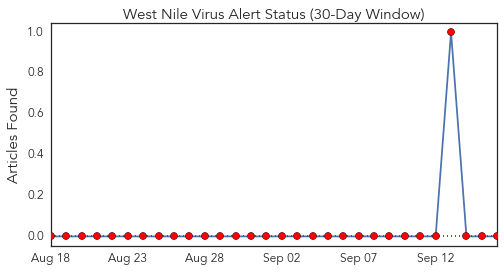 West Nile Virus Alert Status (30-Day Window)
Articles Found
1.0
0.8
0.6
0.4
0.2
0.0
Aug 18 Aug 23 Aug 28 Sep 02 Sep 07 Sep 12